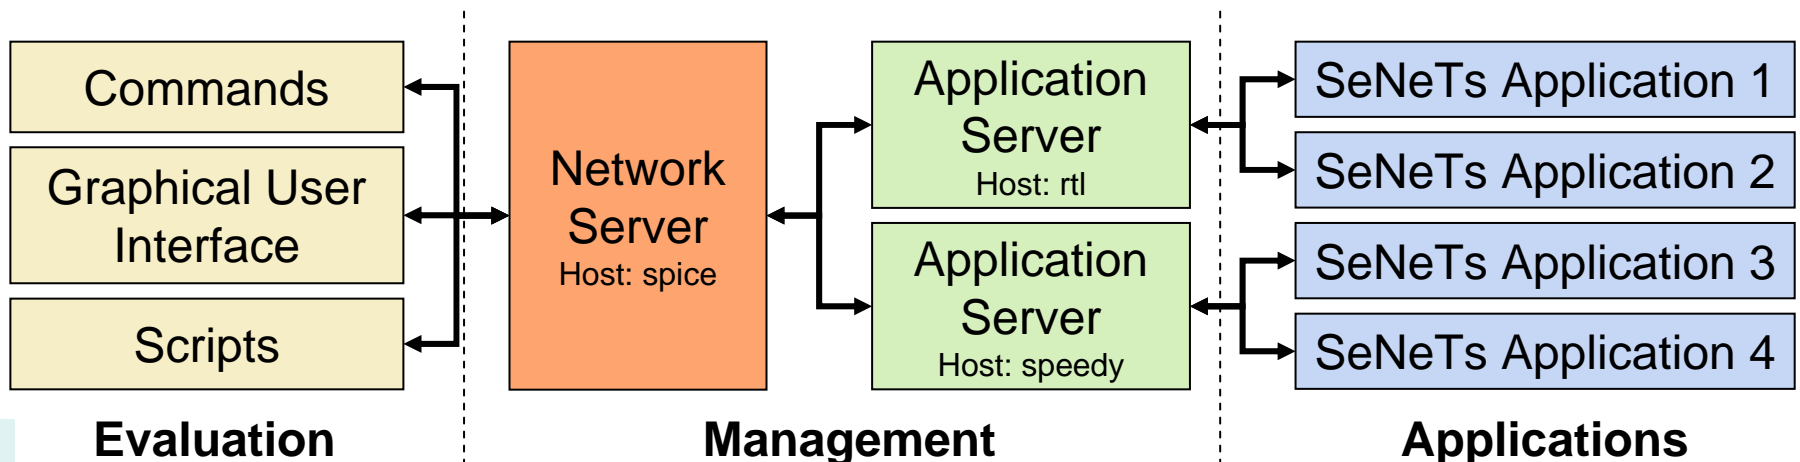 Commands
Graphical User
Interface
Scripts
Evaluation
Network
Server
Host: spice
Application
Server
Host: rtl
Application
Server
Host: speedy
Management
SeNeTs Application 1
SeNeTs Application 2
SeNeTs Application 3
SeNeTs Application 4
Applications